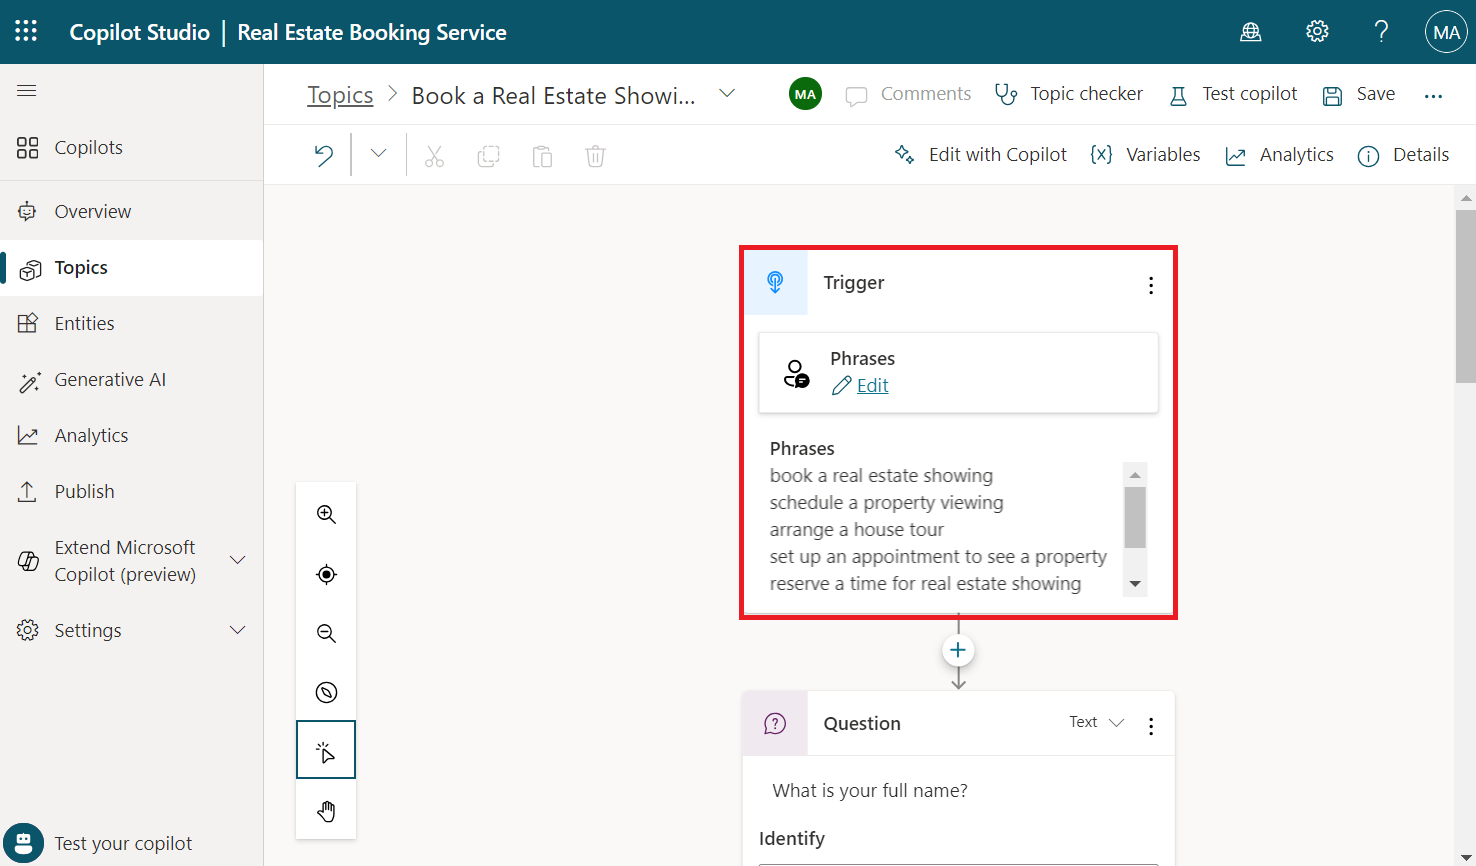 Copilot Studio | Real Estate Booking Service
MA
Topics > Book a Real Estate Showi...
MA
Comments
Topic checker
Test copilot
Save
Edit with Copilot
{x} Variables
Analytics
Details
Copilots
Overview
Topics
Entities
Generative AI
Analytics
Publish
Extend Microsoft
Copilot (preview)
Settings
Test your copilot
Trigger
Phrases
Edit
Phrases
book a real estate showing
schedule a property viewing
arrange a house tour
set up an appointment to see a property
reserve a time for real estate showing
Question
Text
What is your full name?
Identify